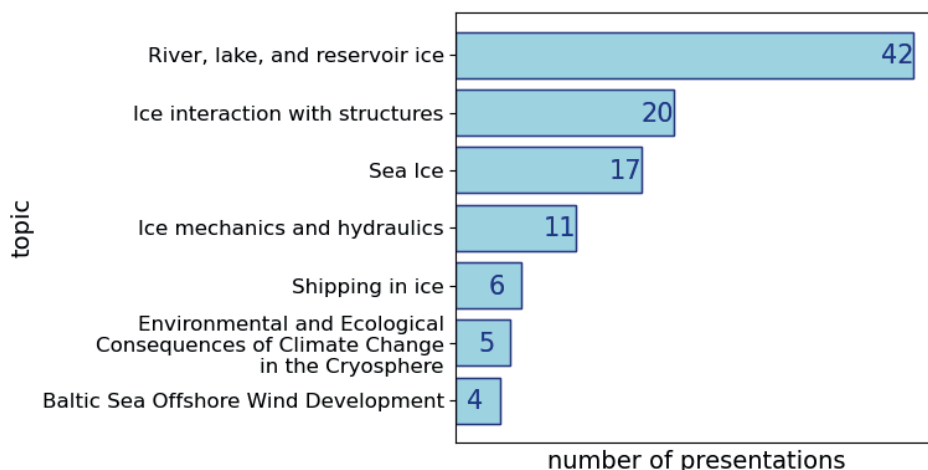 River, lake, and reservoir ice
42
Ice interaction with structures
20
Sea Ice
17
Ice mechanics and hydraulics
11
Shipping in ice
6
Environmental and Ecological
Consequences of Climate Change
in the Cryosphere
5
Baltic Sea Offshore Wind Development
4
topic
number of presentations